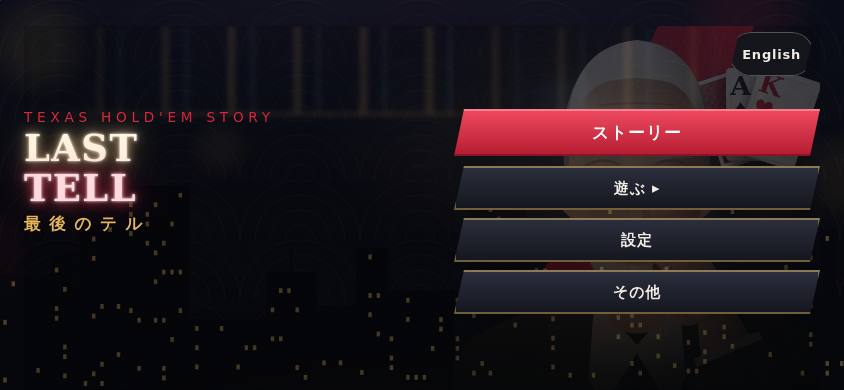 English
TEXAS HOLD'EM STORY
LAST
TELL
最後のテル
A K
ストーリー
遊ぶ ▸
設定
その他